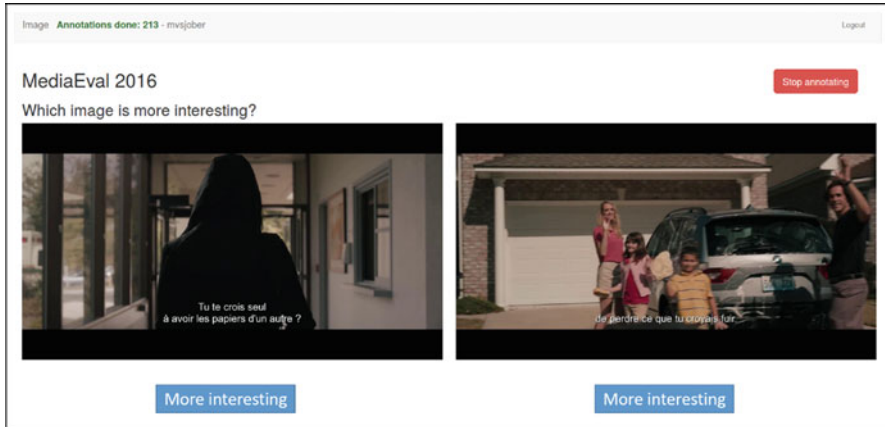 Image Annotations done: 213 - mvsjober
Logout
MediaEval 2016
Stop annotating
Which image is more interesting?
Tu te crois seul
à avoir les papiers d'un autre ?
de perdre ce que tu croyais fuir
More interesting
More interesting